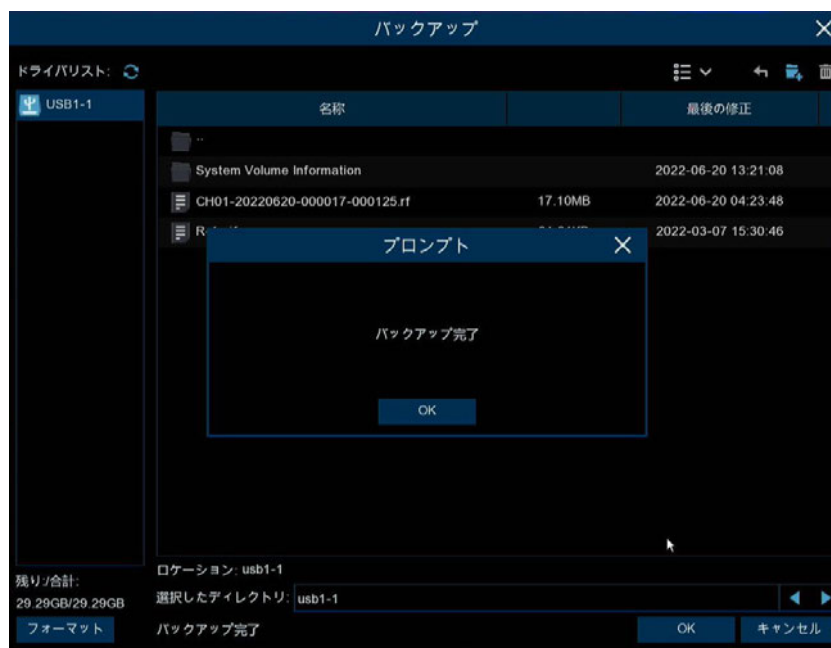 バックアップ
ドライバリスト:
USB1-1
名称
最後の修正
..
System Volume Information 2022-06-20 13:21:08
CH01-20220620-000017-000125.rf 17.10MB 2022-06-20 04:23:48
2022-03-07 15:30:46
プロンプト
バックアップ完了
OK
ロケーション: usb1-1
残り/合計:
選択したディレクトリ: usb1-1
29.29GB/29.29GB
フォーマット
バックアップ完了
OK
キャンセル